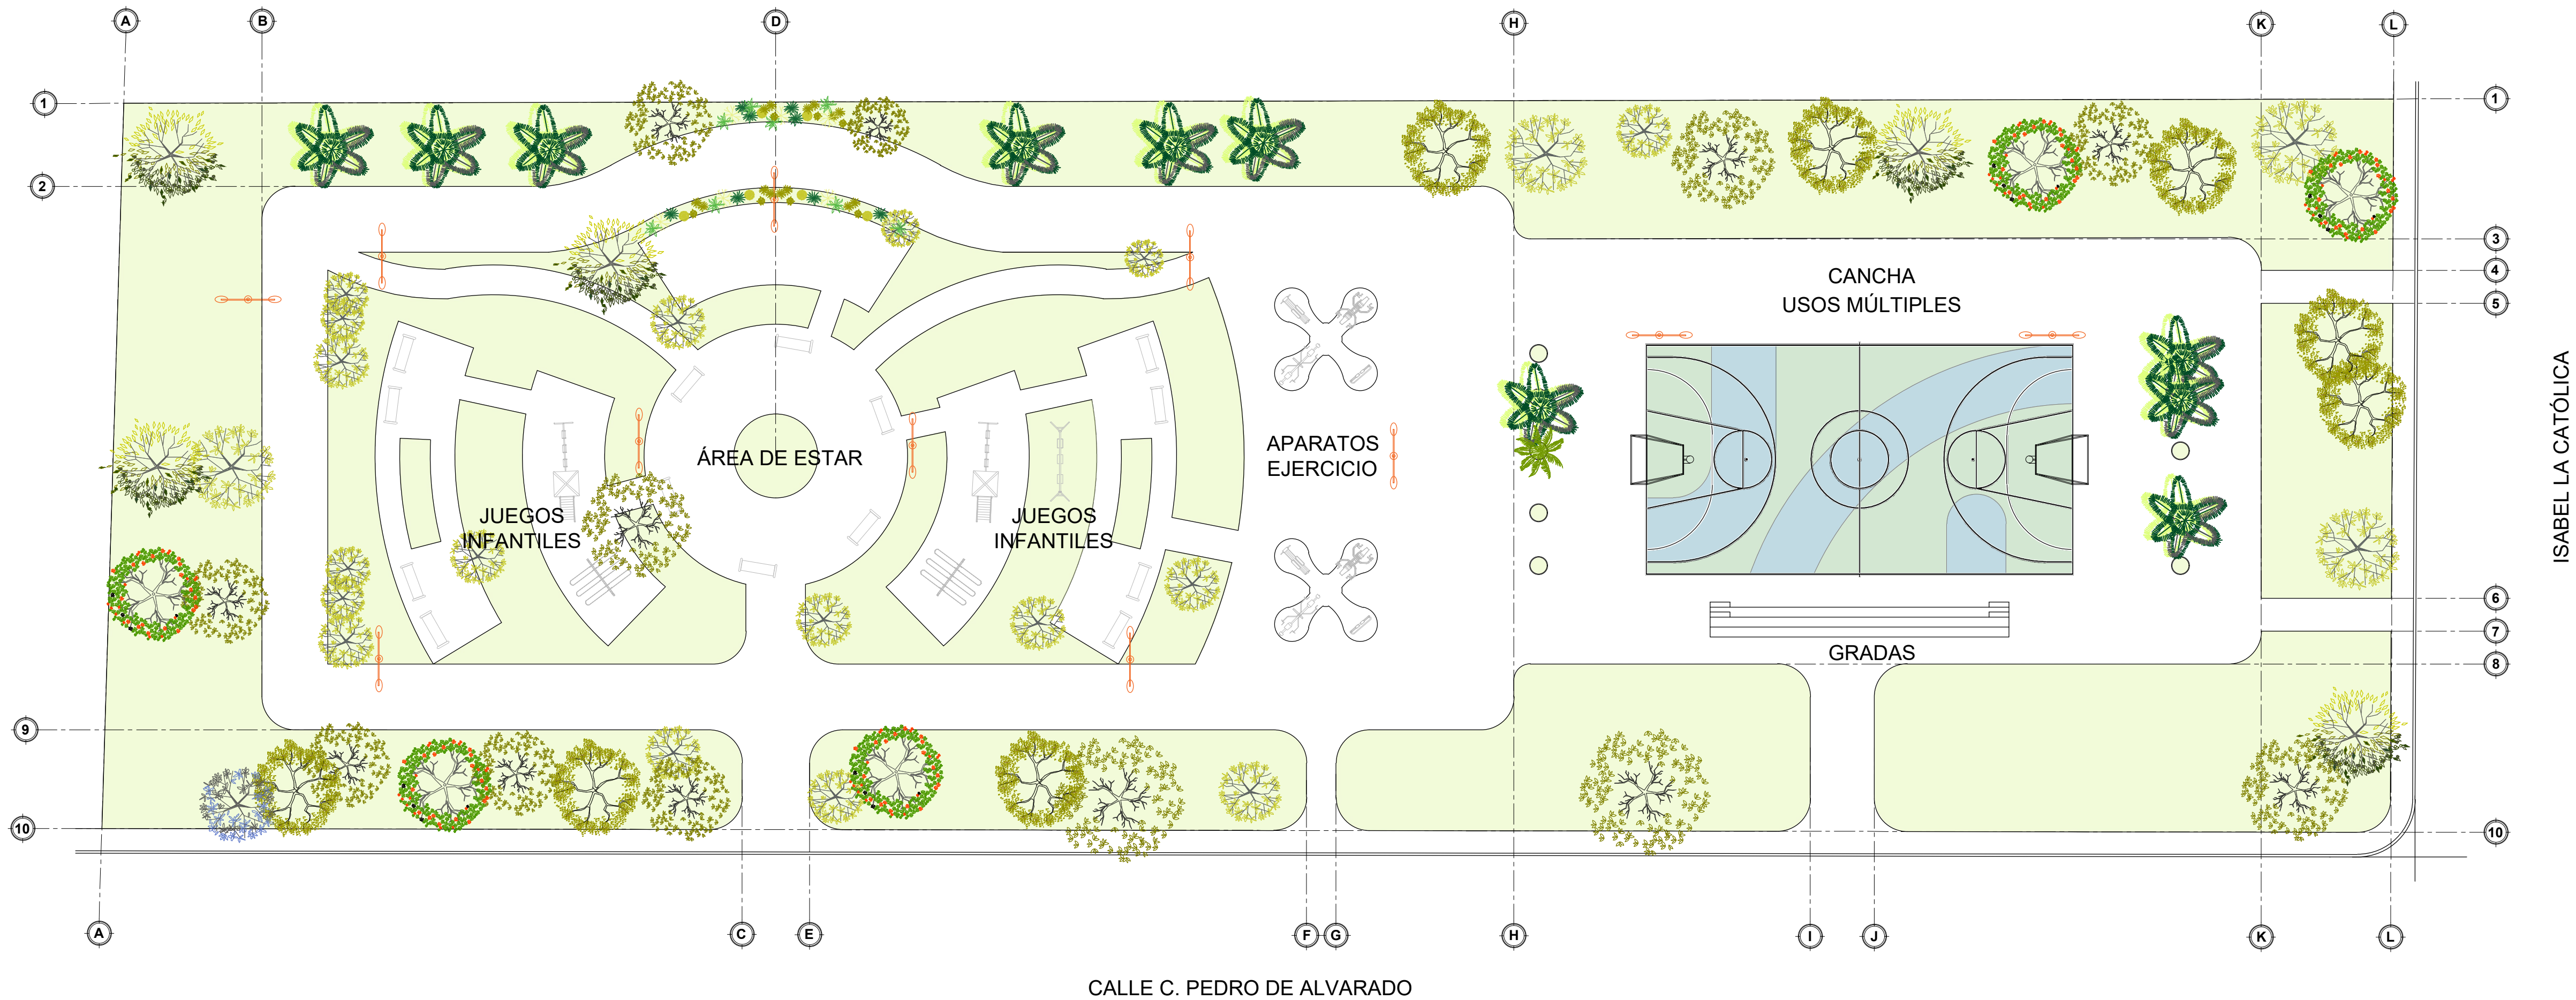 A
B
D
H
K
L
1
1
2
3
CANCHA
USOS MÚLTIPLES
4
5
ISABEL LA CATÓLICA
APARATOS
EJERCICIO
ÁREA DE ESTAR
JUEGOS
INFANTILES
JUEGOS
INFANTILES
6
7
GRADAS
8
9
10
10
A
C
E
F
G
H
I
J
K
L
CALLE C. PEDRO DE ALVARADO